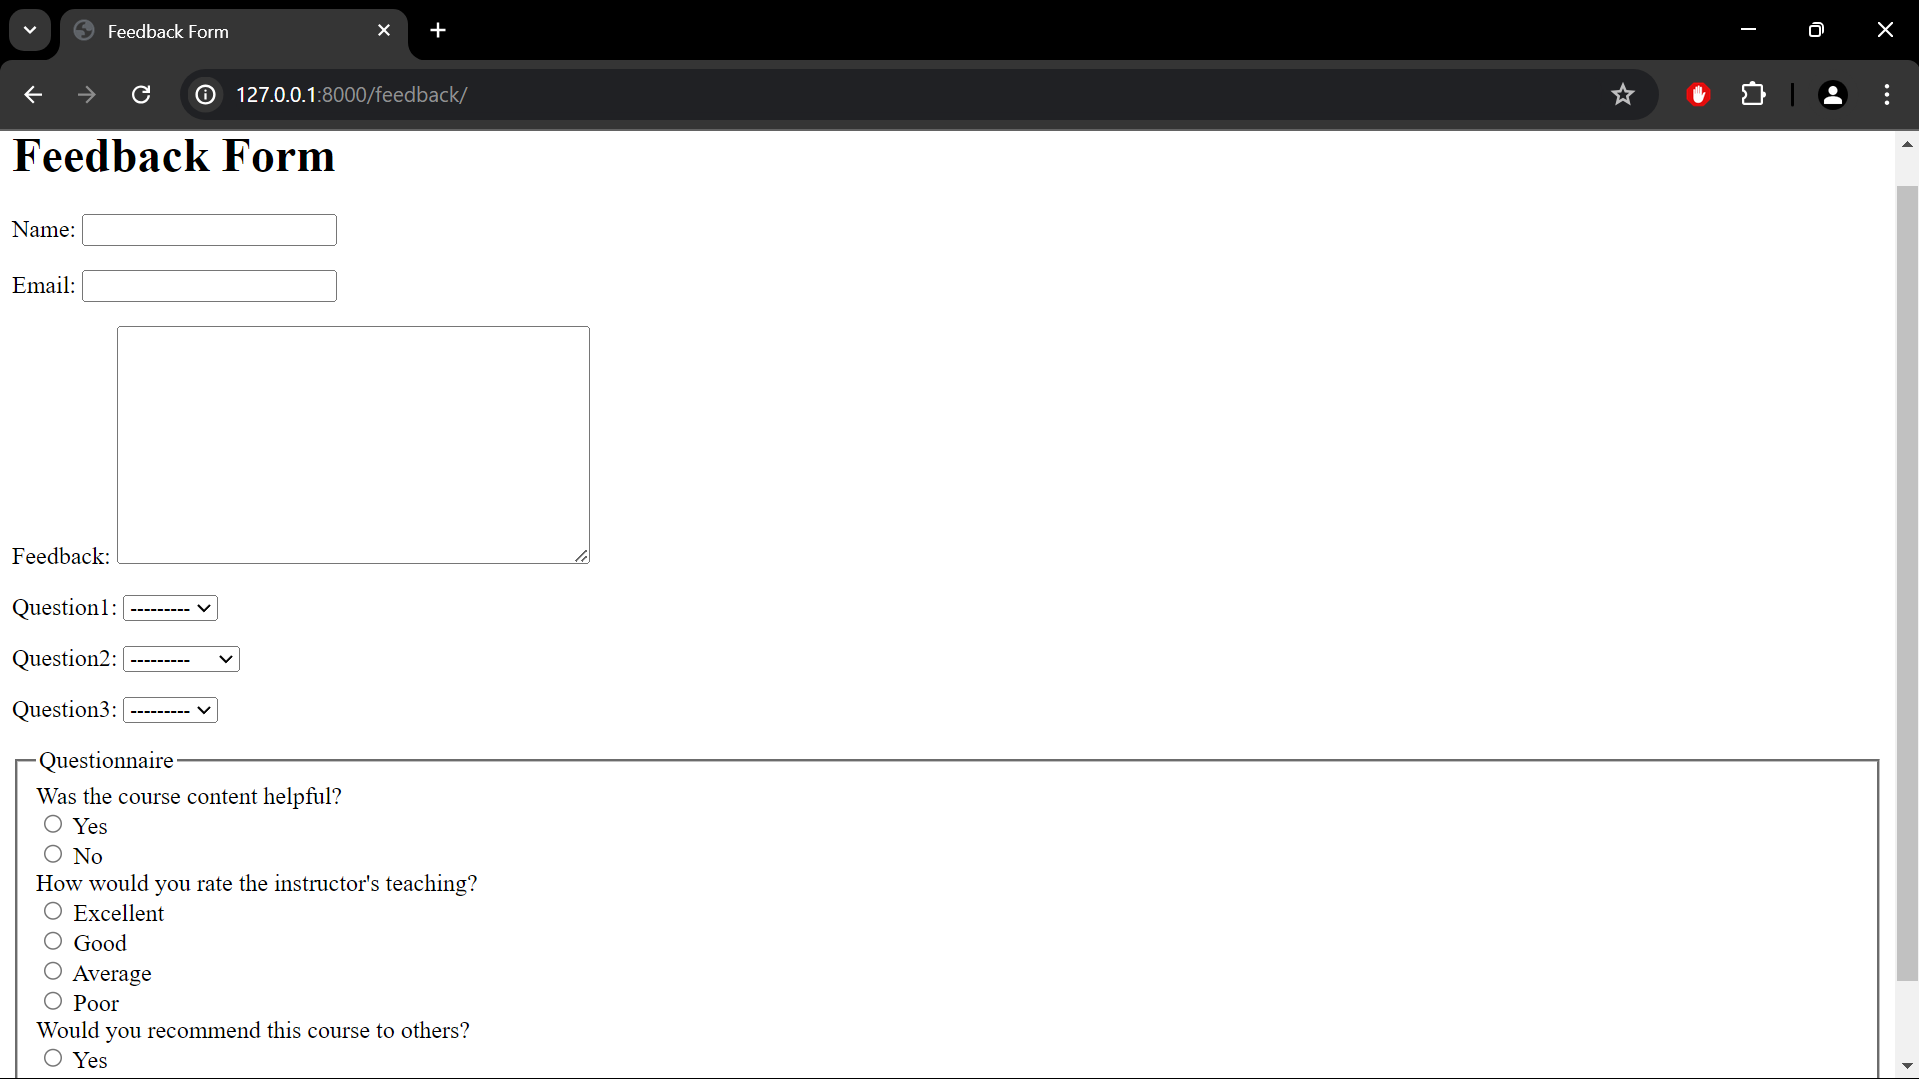 Feedback Form
127.0.0.1:8000/feedback/
Feedback Form
Name:
Email:
Feedback:
Question1: ---------
Question2: ---------
Question3: ---------
Questionnaire
Was the course content helpful?
Yes
No
How would you rate the instructor's teaching?
Excellent
Good
Average
Poor
Would you recommend this course to others?
Yes